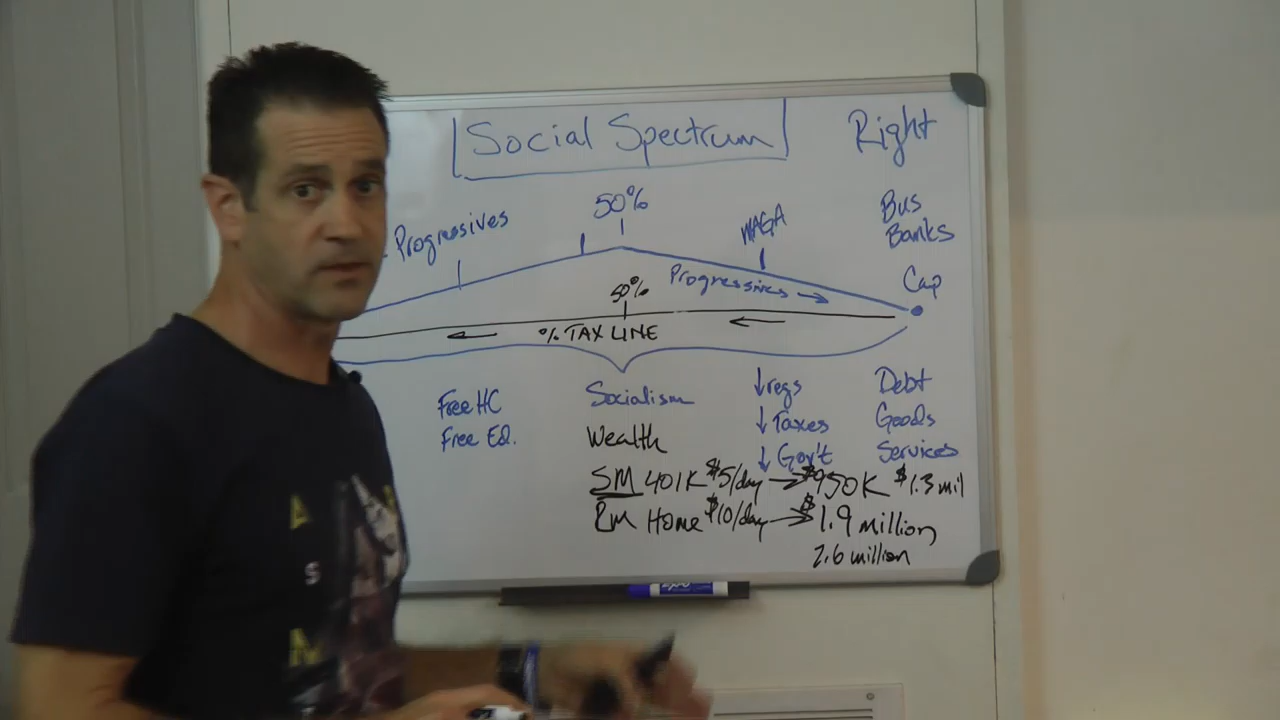 Social Spectrum
Right
50%
Progressives
MAGA
Bus
Banks
Cap
Progressives →
50%
← % TAX LINE ←
Free HC
Free Ed.
Socialism
Wealth
↓ regs
↓ Taxes
↓ Gov't
Debt
Goods
Services
SM 401K $5/day → $950K $1.3 mil
RM Home $10/day → $1.9 million
2.6 million
EXPO
A
S
M